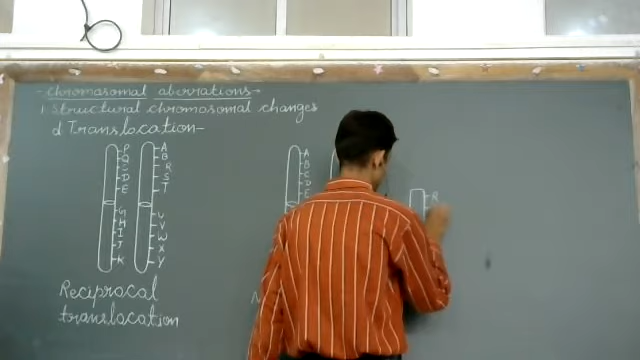 - Chromosomal aberrations -
1. Structural chromosomal changes
d Translocation -
P
Q
C
D
E
G
H
I
J
K
A
B
R
S
T
U
V
W
X
Y
A
B
C
D
E
R
Reciprocal
translocation